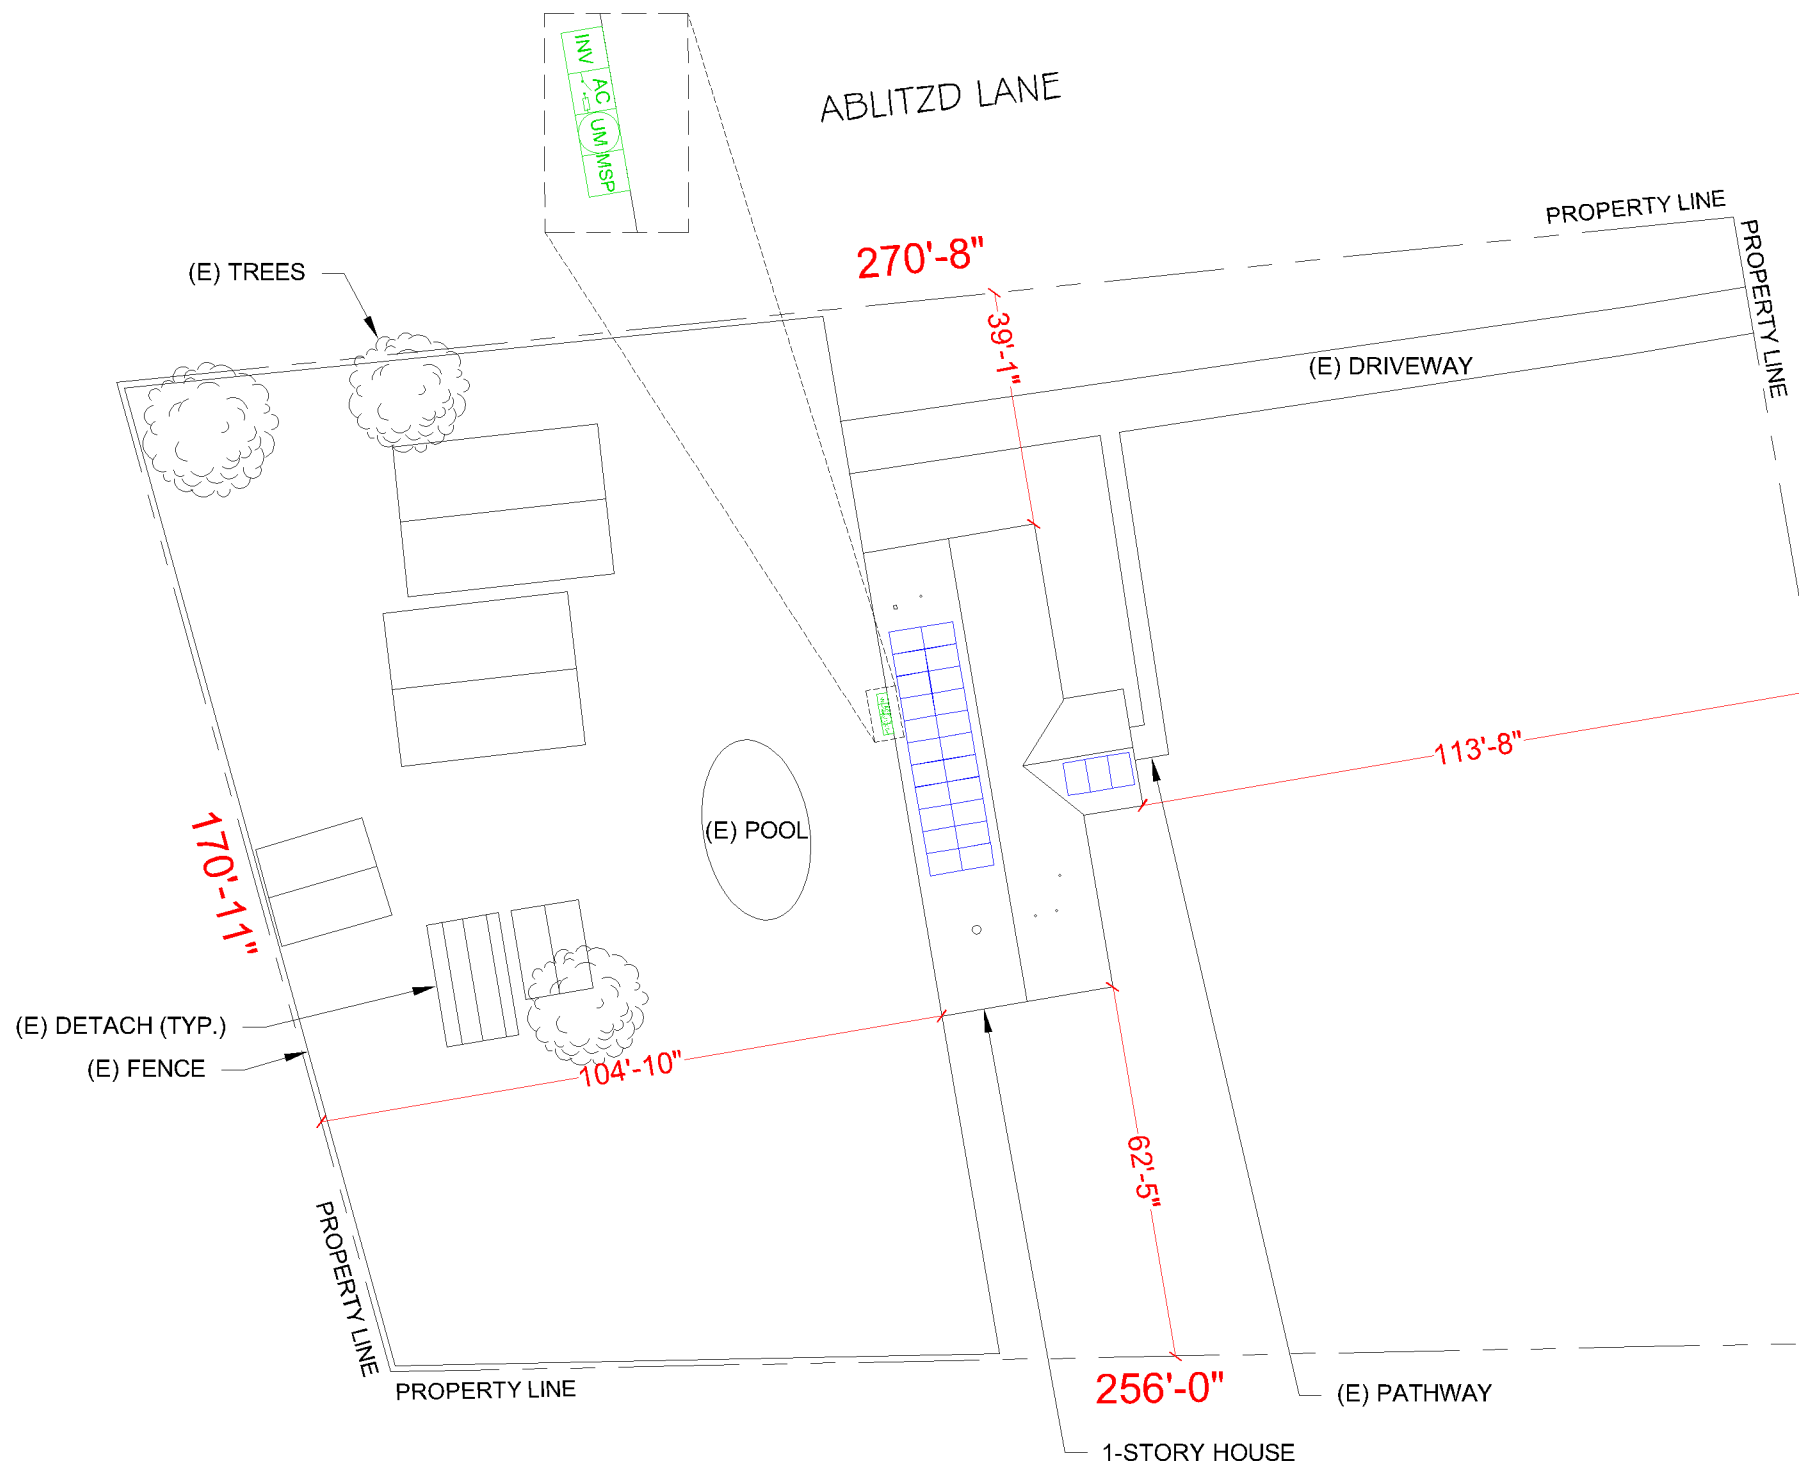 INV
AC
UM
MSP
ABLITZD LANE
PROPERTY LINE
PROPERTY LINE
270'-8"
(E) TREES
39'-1"
(E) DRIVEWAY
113'-8"
170'-11"
(E) POOL
(E) DETACH (TYP.)
(E) FENCE
104'-10"
62'-5"
PROPERTY LINE
PROPERTY LINE
256'-0"
(E) PATHWAY
1-STORY HOUSE